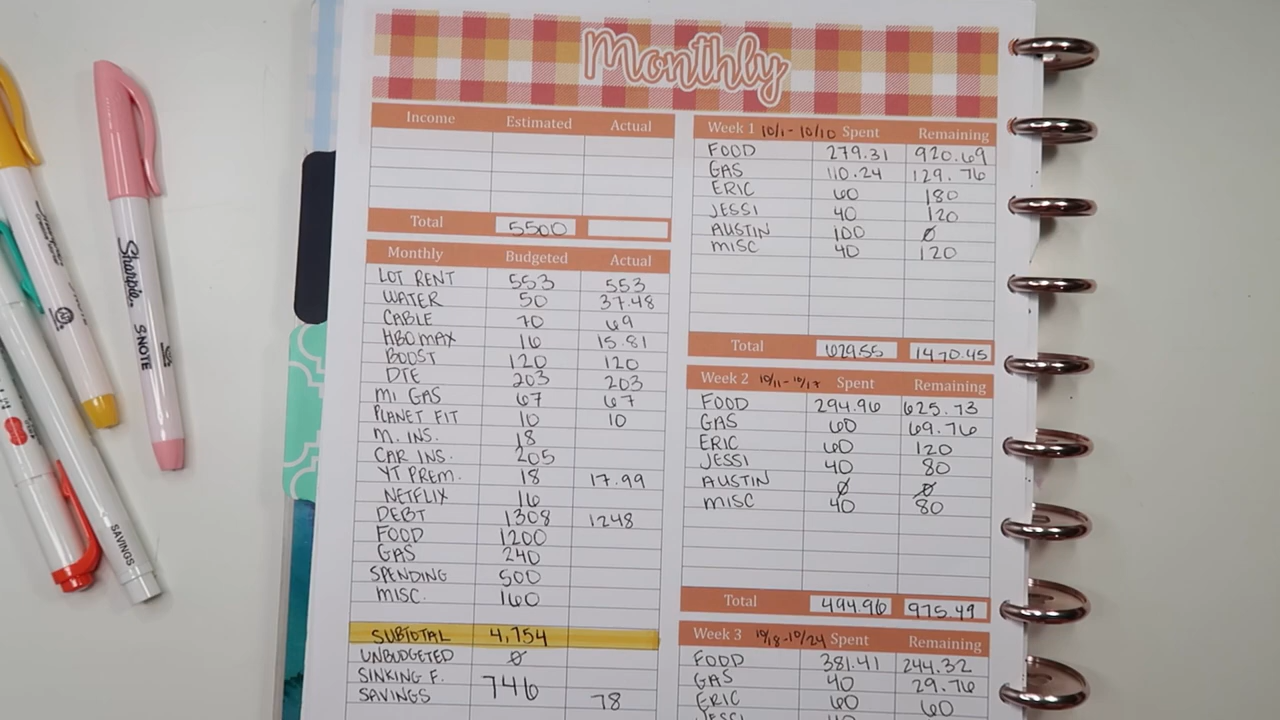 Monthly
Income Estimated Actual
Total 5500
Monthly Budgeted Actual
LOT RENT 553 553
WATER 50 37.48
CABLE 70 69
HBO MAX 16 15.81
BOOST 120 120
DTE 203 203
MI GAS 67 67
PLANET FIT 10 10
M. INS. 18
CAR INS. 205
YT PREM. 18 17.99
NETFLIX 16
DEBT 1308 1248
FOOD 1200
GAS 240
SPENDING 500
MISC. 160
SUBTOTAL 4,754
UNBUDGETED 0
SINKING F. 746
SAVINGS 78
Week 1 10/1-10/10 Spent Remaining
FOOD 279.31 920.69
GAS 110.24 129.76
ERIC 60 180
JESSI 40 120
AUSTIN 100 0
MISC 40 120
Total 629.55 1470.45
Week 2 10/11-10/17 Spent Remaining
FOOD 294.96 625.73
GAS 60 69.76
ERIC 60 120
JESSI 40 80
AUSTIN 0 0
MISC 40 80
Total 494.96 975.49
Week 3 10/18-10/24 Spent Remaining
FOOD 381.41 244.32
GAS 40 29.76
ERIC 60 60
Sharpie
S-NOTE
SAVINGS